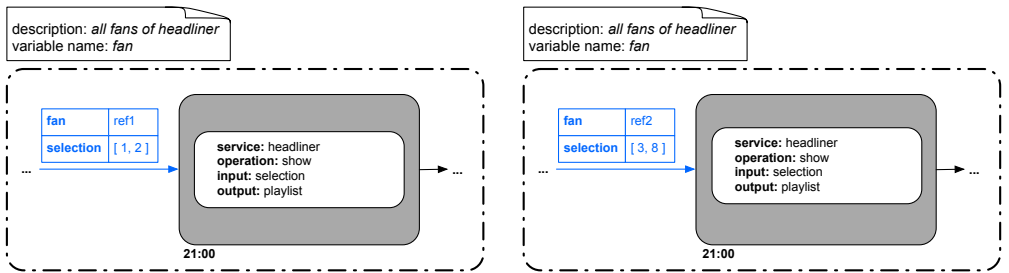 description: all fans of headliner
variable name: fan
fan ref1
selection [ 1, 2 ]
...
service: headliner
operation: show
input: selection
output: playlist
...
21:00
description: all fans of headliner
variable name: fan
fan ref2
selection [ 3, 8 ]
...
service: headliner
operation: show
input: selection
output: playlist
...
21:00